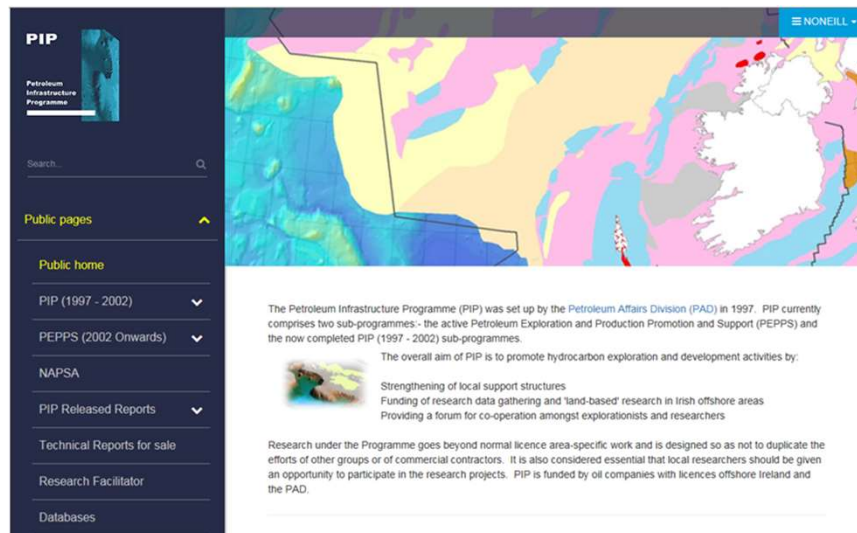 PIP
Petroleum
Infrastructure
Programme
Search...
Public pages
Public home
PIP (1997 - 2002)
PEPPS (2002 Onwards)
NAPSA
PIP Released Reports
Technical Reports for sale
Research Facilitator
Databases
NONEILL
The Petroleum Infrastructure Programme (PIP) was set up by the Petroleum Affairs Division (PAD) in 1997. PIP currently
comprises two sub-programmes:- the active Petroleum Exploration and Production Promotion and Support (PEPPS) and
the now completed PIP (1997 - 2002) sub-programmes.
The overall aim of PIP is to promote hydrocarbon exploration and development activities by:
Strengthening of local support structures
Funding of research data gathering and 'land-based' research in Irish offshore areas
Providing a forum for co-operation amongst explorationists and researchers
Research under the Programme goes beyond normal licence area-specific work and is designed so as not to duplicate the
efforts of other groups or of commercial contractors. It is also considered essential that local researchers should be given
an opportunity to participate in the research projects. PIP is funded by oil companies with licences offshore Ireland and
the PAD.